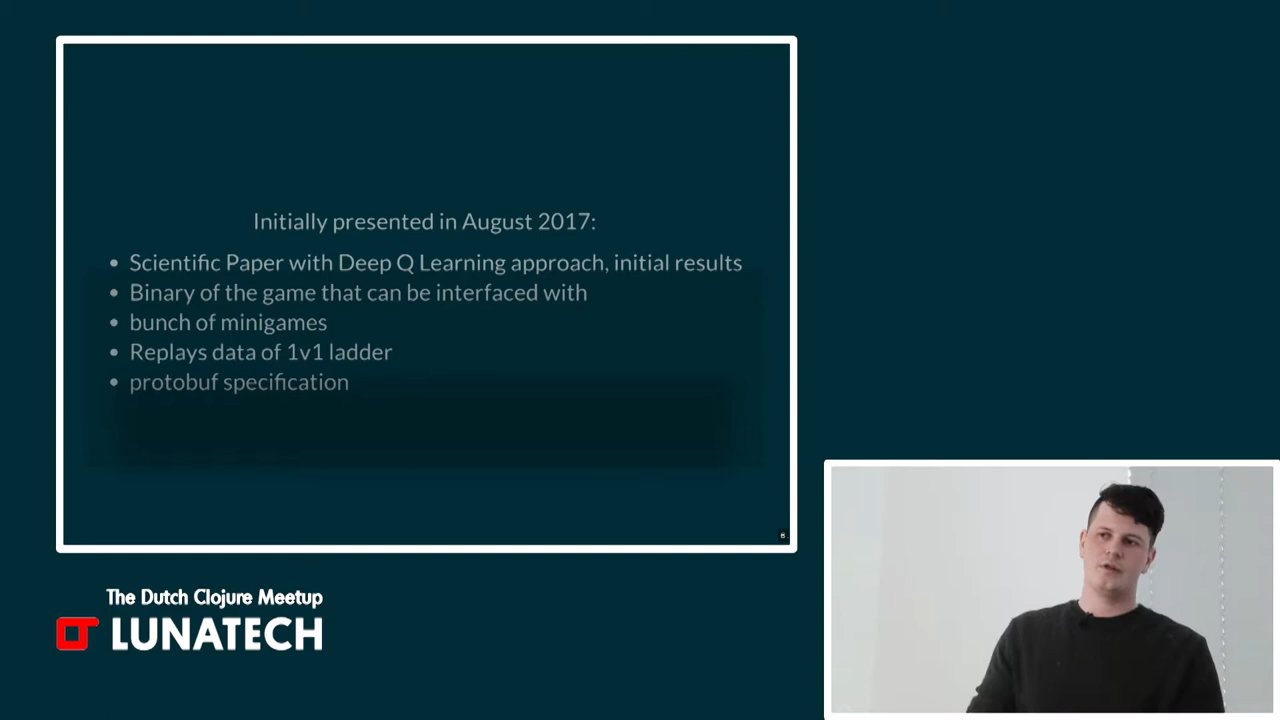 Initially presented in August 2017:
• Scientific Paper with Deep Q Learning approach, initial results
• Binary of the game that can be interfaced with
• bunch of minigames
• Replays data of 1v1 ladder
• protobuf specification
The Dutch Clojure Meetup
LUNATECH